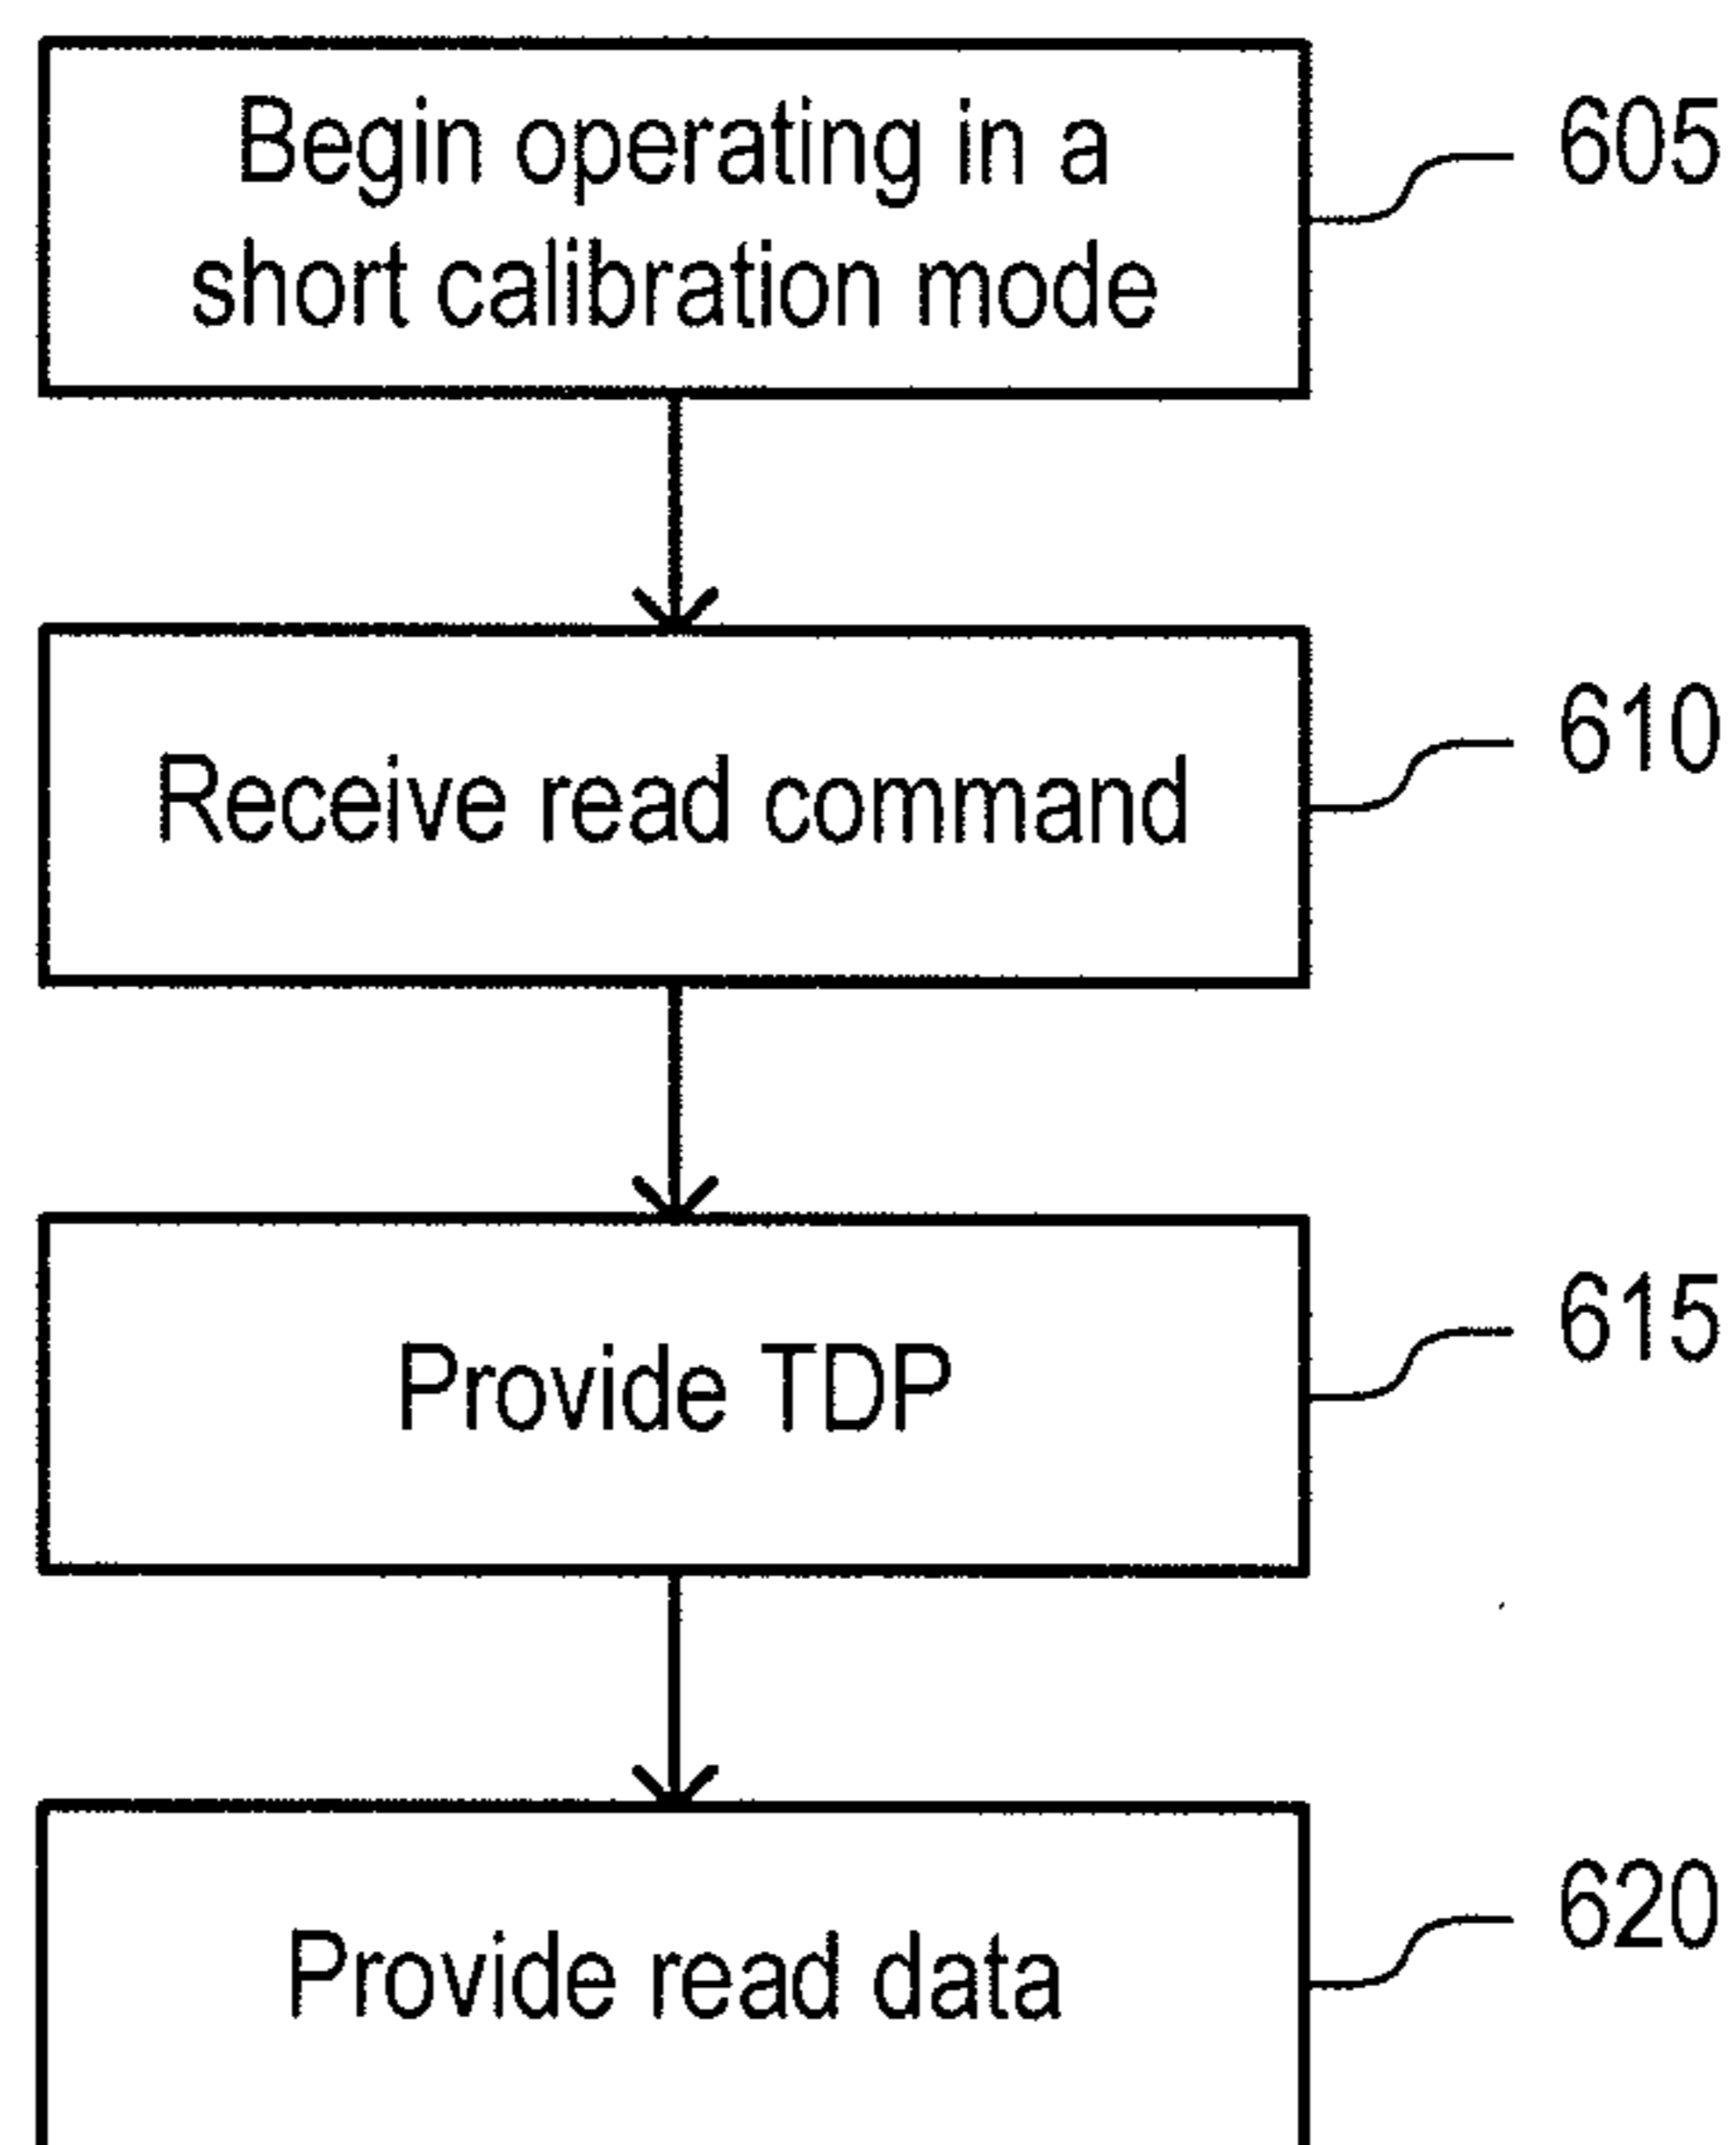 Begin operating in a
short calibration mode
605
Receive read command
610
Provide TDP
615
Provide read data
620